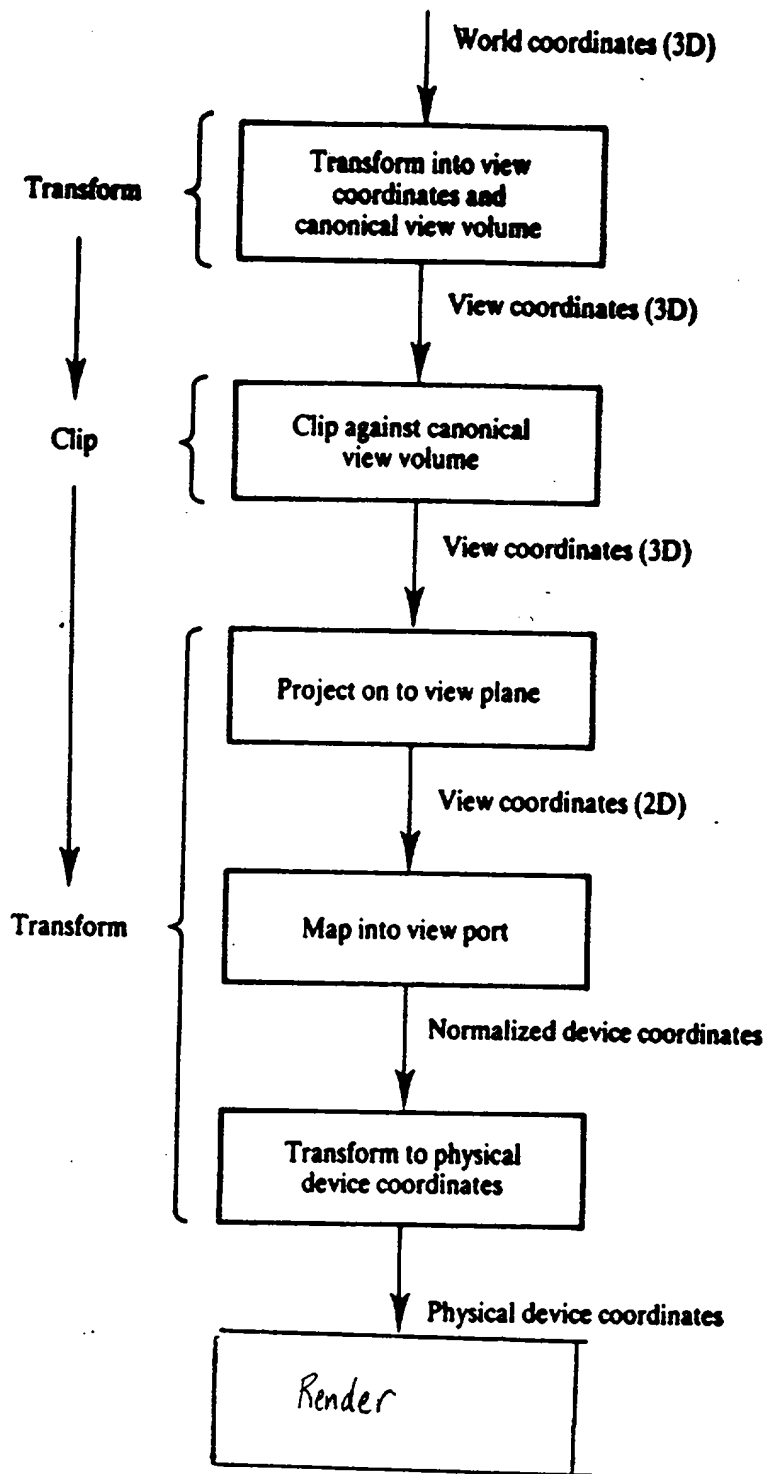 World coordinates (3D)
Transform
Transform into view
coordinates and
canonical view volume
View coordinates (3D)
Clip
Clip against canonical
view volume
View coordinates (3D)
Project on to view plane
View coordinates (2D)
Transform
Map into view port
Normalized device coordinates
Transform to physical
device coordinates
Physical device coordinates
Render